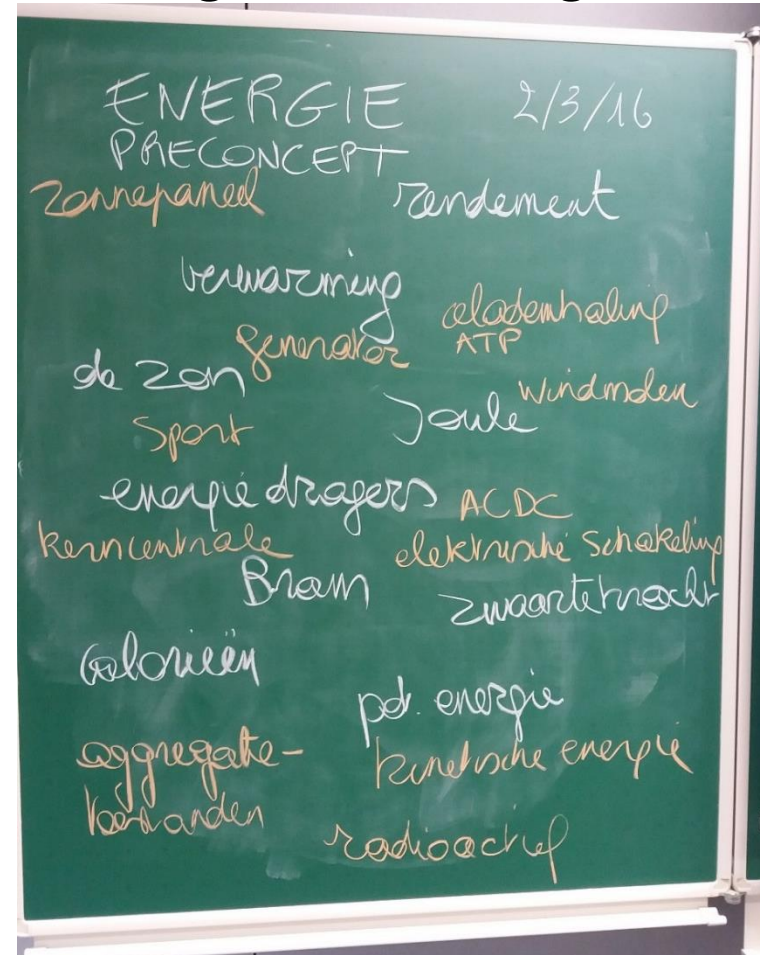 ENERGIE 2/3/16
PRECONCEPT
zonnepaneel rendement
verwarming
generator ademhaling
ATP
de zon windmolen
sport Joule
energiedragers ACDC
kerncentrale elektrische schakeling
Bram zwaartekracht
calorieën
pot. energie
aggregatie-
toestanden kinetische energie
radioactief